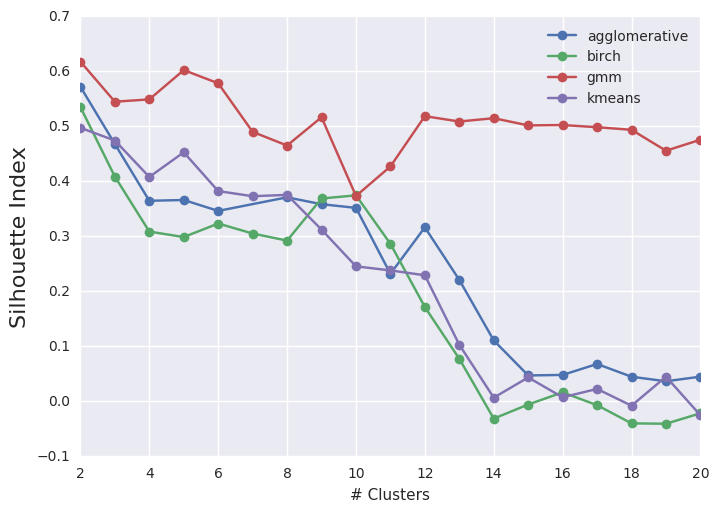 0.7
0.6
0.5
0.4
0.3
0.2
0.1
0.0
−0.1
Silhouette Index
agglomerative
birch
gmm
kmeans
2 4 6 8 10 12 14 16 18 20
# Clusters